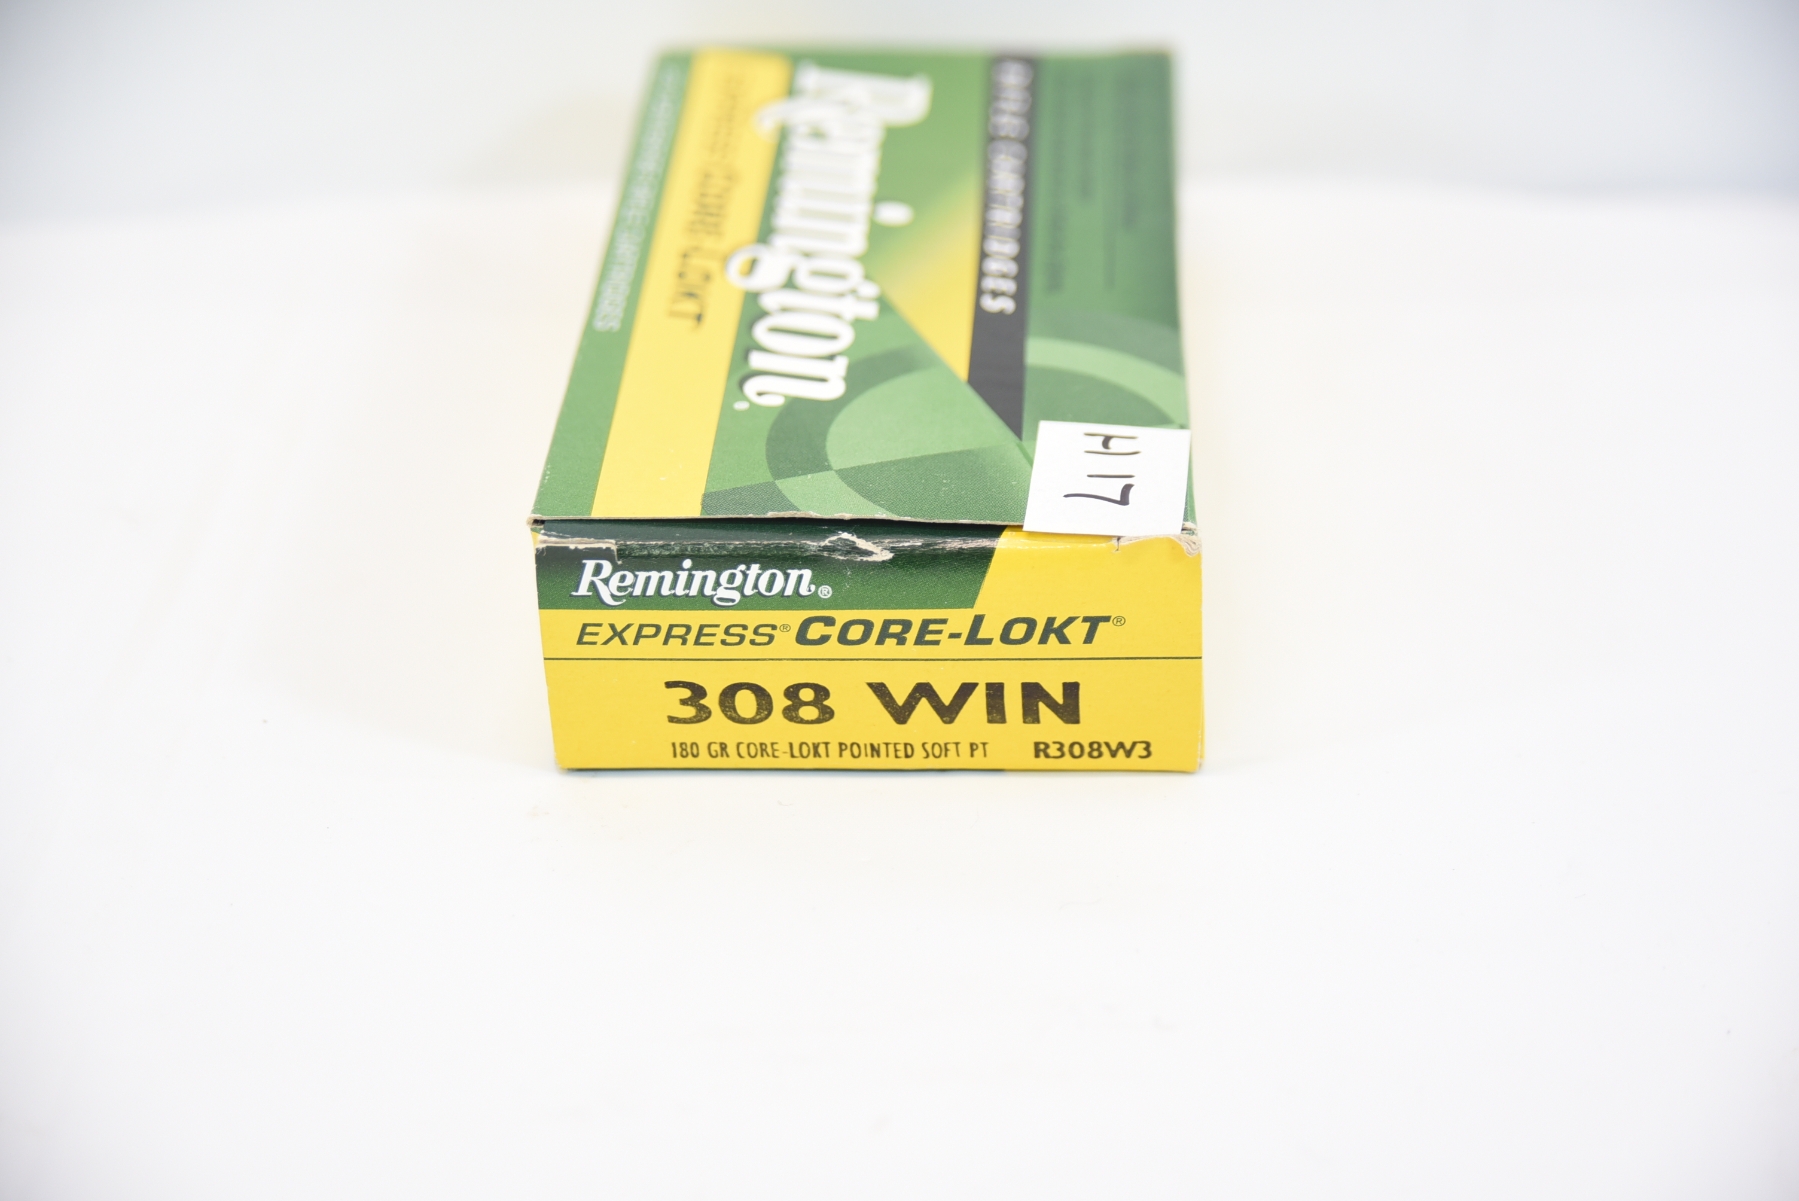 Remington®
EXPRESS CORE-LOKT
RIFLE CARTRIDGES
H117
Remington®
EXPRESS® CORE-LOKT®
308 WIN
180 GR CORE-LOKT POINTED SOFT PT R308W3